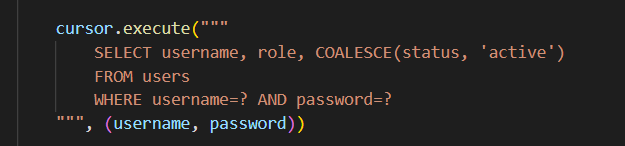 cursor.execute("""
SELECT username, role, COALESCE(status, 'active')
FROM users
WHERE username=? AND password=?
""", (username, password))